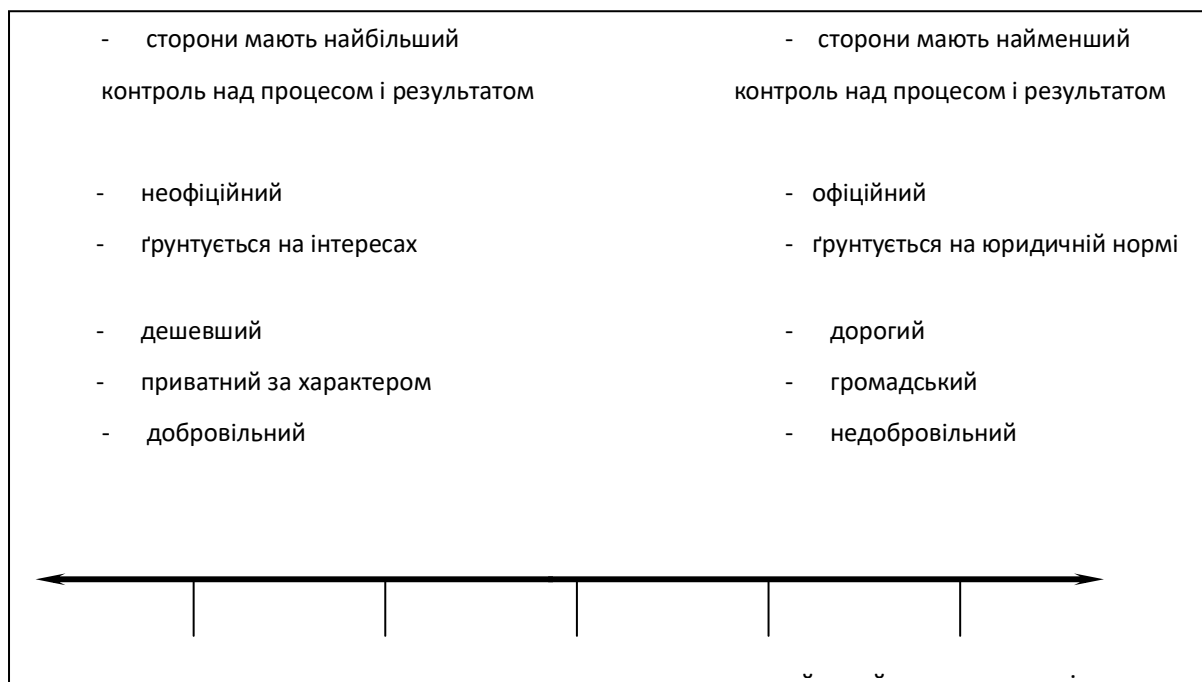 - сторони мають найбільший
контроль над процесом і результатом
- неофіційний
- ґрунтується на інтересах
- дешевший
- приватний за характером
- добровільний
- сторони мають найменший
контроль над процесом і результатом
- офіційний
- ґрунтується на юридичній нормі
- дорогий
- громадський
- недобровільний